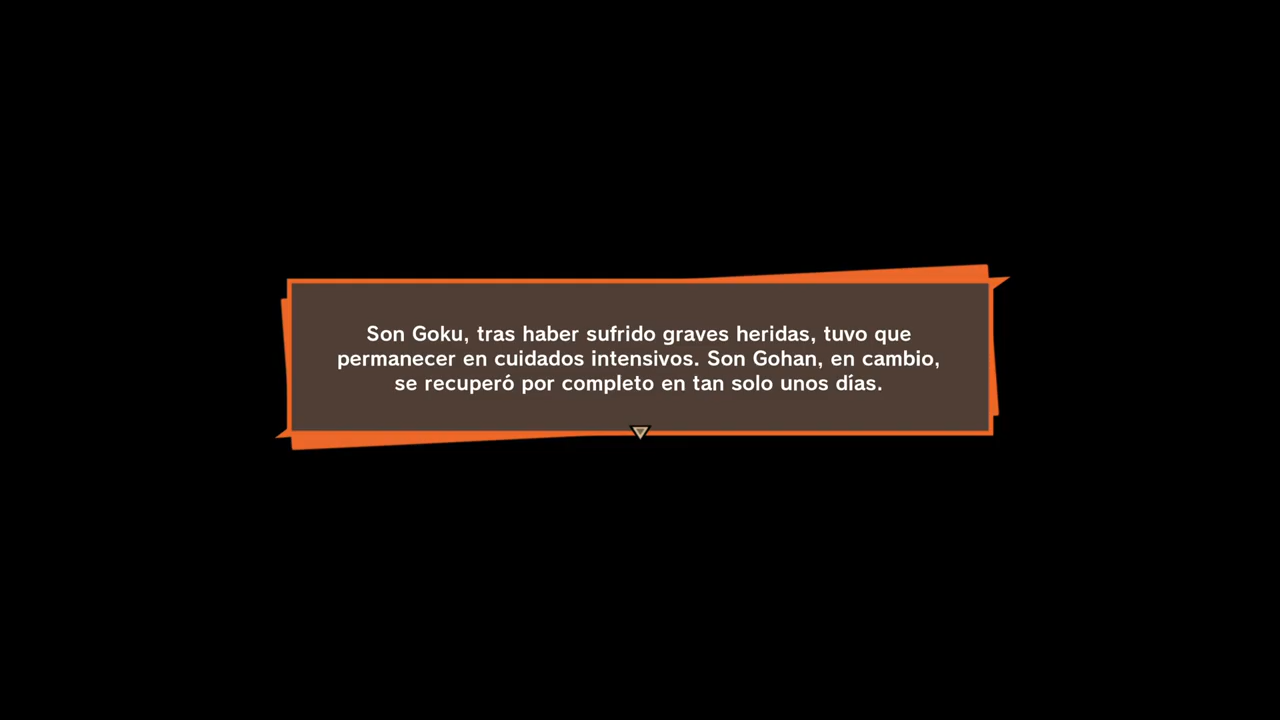 Son Goku, tras haber sufrido graves heridas, tuvo que
permanecer en cuidados intensivos. Son Gohan, en cambio,
se recuperó por completo en tan solo unos días.